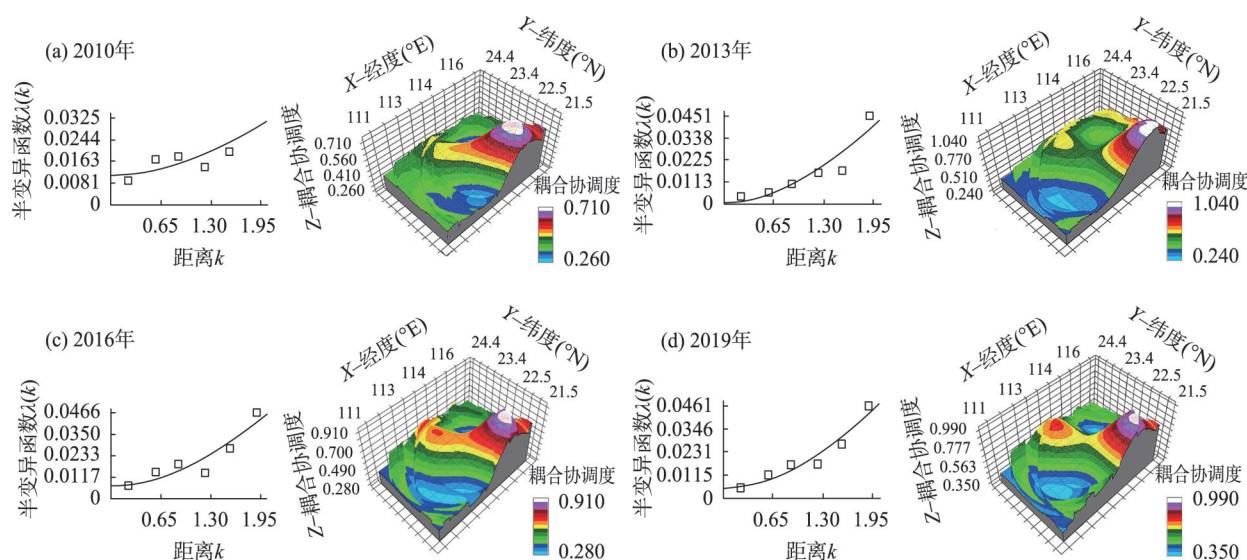 (a) 2010年
半变异函数λ(k)
0.0325
0.0244
0.0163
0.0081
0
0.65 1.30 1.95
距离k
X-经度(°E)
111
113
114
116
Y-纬度(°N)
24.4
23.4
22.5
21.5
Z-耦合协调度
0.710
0.560
0.410
0.260
耦合协调度
0.710
0.260
(b) 2013年
半变异函数λ(k)
0.0451
0.0338
0.0225
0.0113
0
0.65 1.30 1.95
距离k
X-经度(°E)
111
113
114
116
Y-纬度(°N)
24.4
23.4
22.5
21.5
Z-耦合协调度
1.040
0.770
0.510
0.240
耦合协调度
1.040
0.240
(c) 2016年
半变异函数λ(k)
0.0466
0.0350
0.0233
0.0117
0
0.65 1.30 1.95
距离k
X-经度(°E)
111
113
114
116
Y-纬度(°N)
24.4
23.4
22.5
21.5
Z-耦合协调度
0.910
0.700
0.490
0.280
耦合协调度
0.910
0.280
(d) 2019年
半变异函数λ(k)
0.0461
0.0346
0.0231
0.0115
0
0.65 1.30 1.95
距离k
X-经度(°E)
111
113
114
116
Y-纬度(°N)
24.4
23.4
22.5
21.5
Z-耦合协调度
0.990
0.777
0.563
0.350
耦合协调度
0.990
0.350